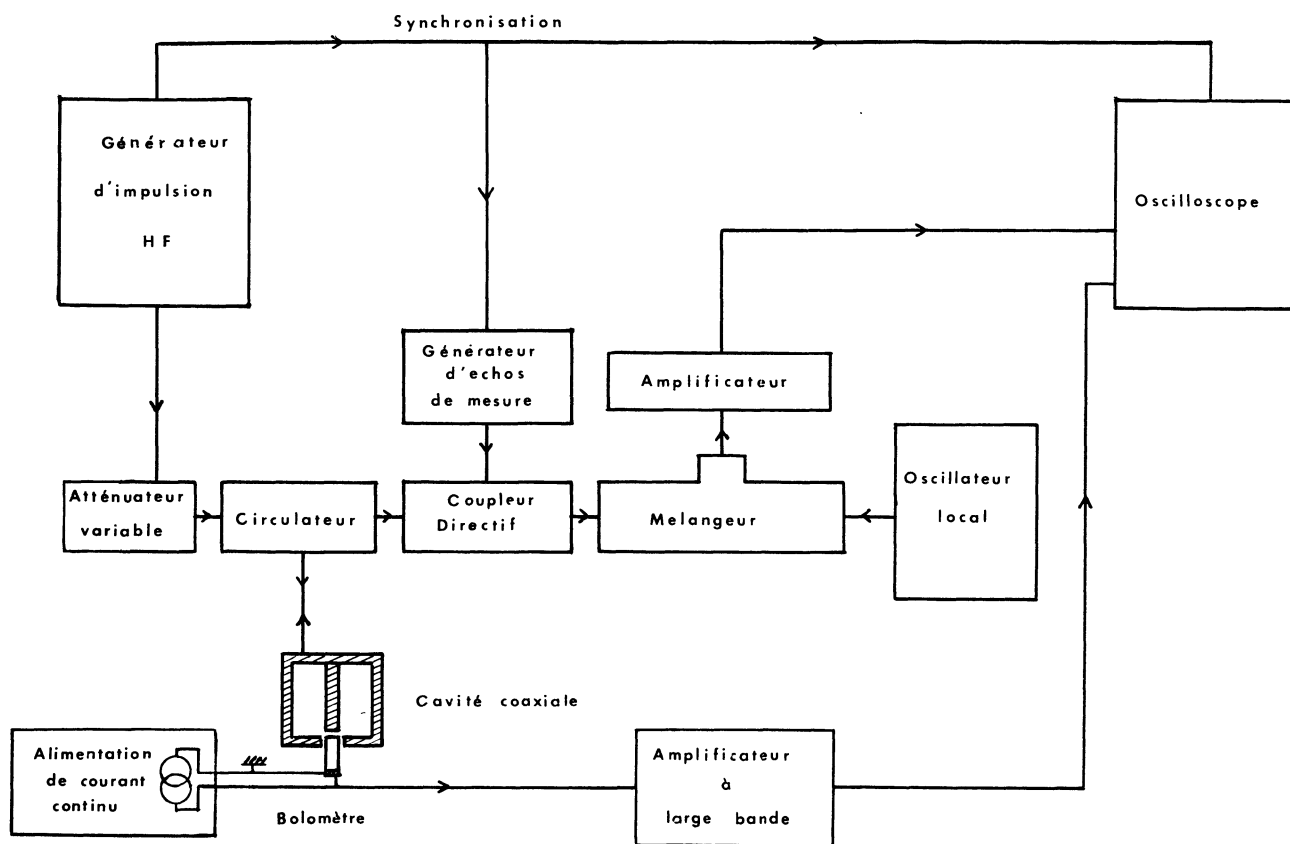 Synchronisation
Générateur
d'impulsion
HF
Oscilloscope
Générateur
d'echos
de mesure
Amplificateur
Atténuateur
variable
Circulateur
Coupleur
Directif
Melangeur
Oscillateur
local
Cavité coaxiale
Alimentation
de courant
continu
Bolomètre
Amplificateur
à
large bande